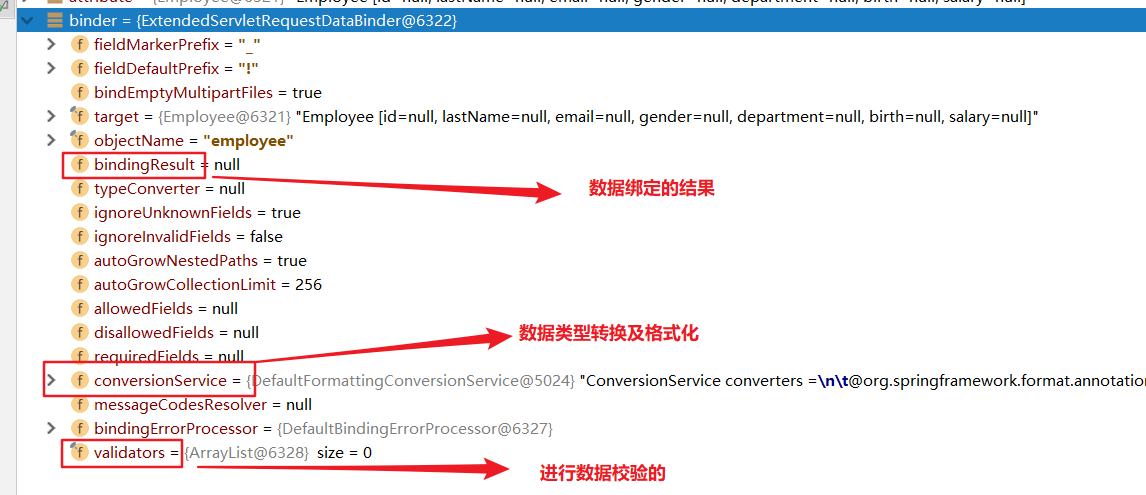 binder = {ExtendedServletRequestDataBinder@6322}
fieldMarkerPrefix = "_"
fieldDefaultPrefix = "!"
bindEmptyMultipartFiles = true
target = {Employee@6321} "Employee [id=null, lastName=null, email=null, gender=null, department=null, birth=null, salary=null]"
objectName = "employee"
bindingResult = null
数据绑定的结果
typeConverter = null
ignoreUnknownFields = true
ignoreInvalidFields = false
autoGrowNestedPaths = true
autoGrowCollectionLimit = 256
allowedFields = null
disallowedFields = null
数据类型转换及格式化
requiredFields = null
conversionService = {DefaultFormattingConversionService@5024} "ConversionService converters =\n\t@org.springframework.format.annotation
messageCodesResolver = null
bindingErrorProcessor = {DefaultBindingErrorProcessor@6327}
validators = {ArrayList@6328} size = 0
进行数据校验的